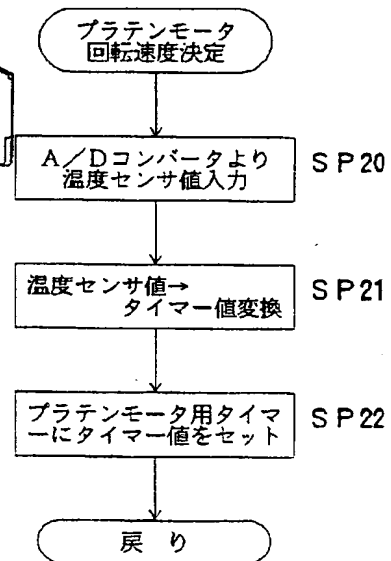 プラテンモータ
回転速度決定
A／Dコンバータより
温度センサ値入力
SP20
温度センサ値→
タイマー値変換
SP21
プラテンモータ用タイマ
ーにタイマー値をセット
SP22
戻り